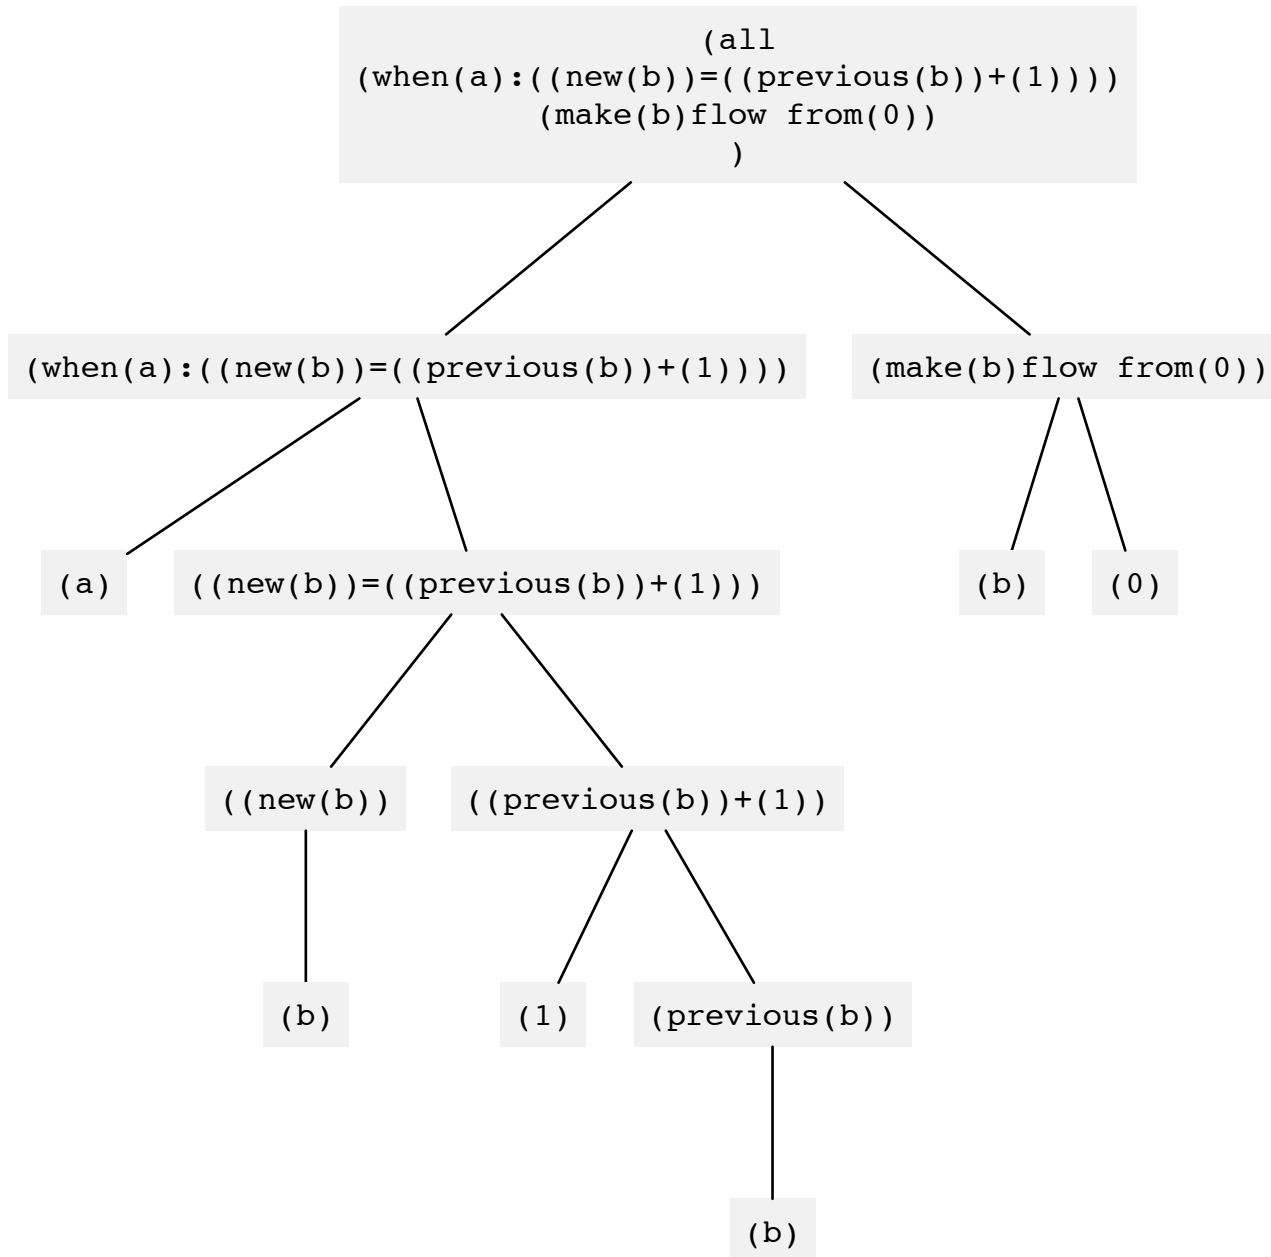 (all
(when(a):((new(b))=((previous(b))+(1))))
(make(b)flow from(0))
)
(when(a):((new(b))=((previous(b))+(1))))
(make(b)flow from(0))
(a)
((new(b))=((previous(b))+(1)))
(b)
(0)
((new(b))
((previous(b))+(1))
(b)
(1)
(previous(b))
(b)